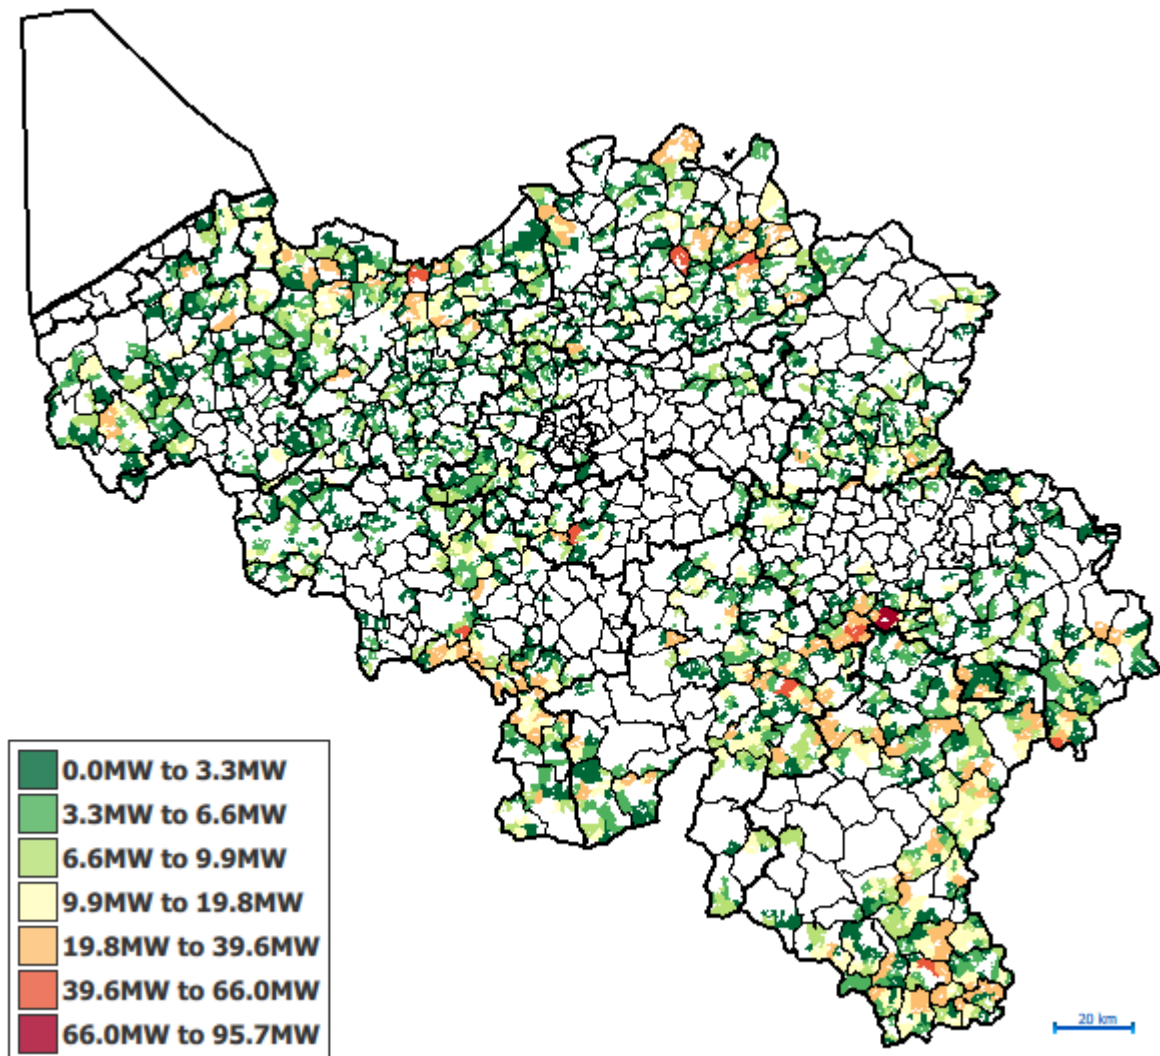 0.0MW to 3.3MW
3.3MW to 6.6MW
6.6MW to 9.9MW
9.9MW to 19.8MW
19.8MW to 39.6MW
39.6MW to 66.0MW
66.0MW to 95.7MW
20 km